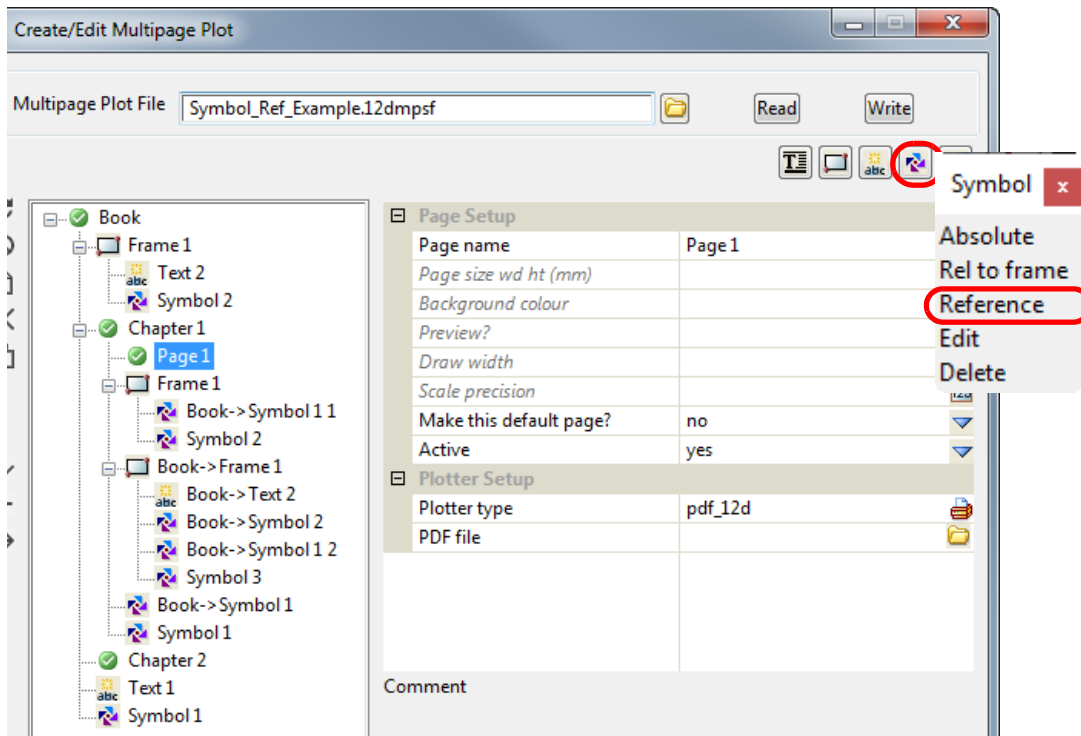 Create/Edit Multipage Plot
Multipage Plot File
Symbol_Ref_Example.12dmpsf
Read
Write
T
abc
Symbol
x
Absolute
Rel to frame
Reference
Edit
Delete
Book
Frame 1
abc
Text 2
Symbol 2
Chapter 1
Page 1
Frame 1
Book->Symbol 1 1
Symbol 2
Book->Frame 1
abc
Book->Text 2
Book->Symbol 2
Book->Symbol 1 2
Symbol 3
Book->Symbol 1
Symbol 1
Chapter 2
abc
Text 1
Symbol 1
Page Setup
Page name Page 1
Page size wd ht (mm)
Background colour
Preview?
Draw width
Scale precision
Make this default page? no
Active yes
Plotter Setup
Plotter type pdf_12d
PDF file
Comment